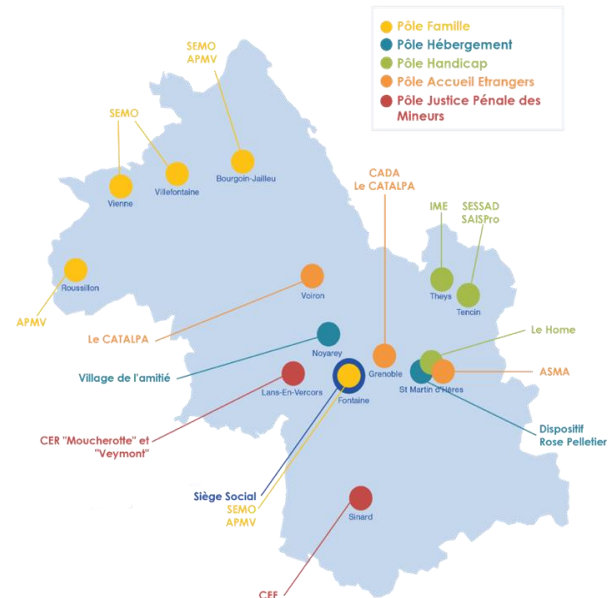 Pôle Famille
Pôle Hébergement
Pôle Handicap
Pôle Accueil Etrangers
Pôle Justice Pénale des
Mineurs
SEMO
APMV
SEMO
Bourgoin-Jailleu
Villefontaine
Vienne
CADA
Le CATALPA
IME
SESSAD
SAISPro
Roussillon
APMV
Voiron
Theys
Tencin
Le CATALPA
Noyarey
Le Home
Village de l'amitié
Grenoble
ASMA
Lans-En-Vercors
Fontaine
St Martin d'Hères
CER "Moucherotte" et
"Veymont"
Dispositif
Rose Pelletier
Siège Social
SEMO
APMV
Sinard
CEF